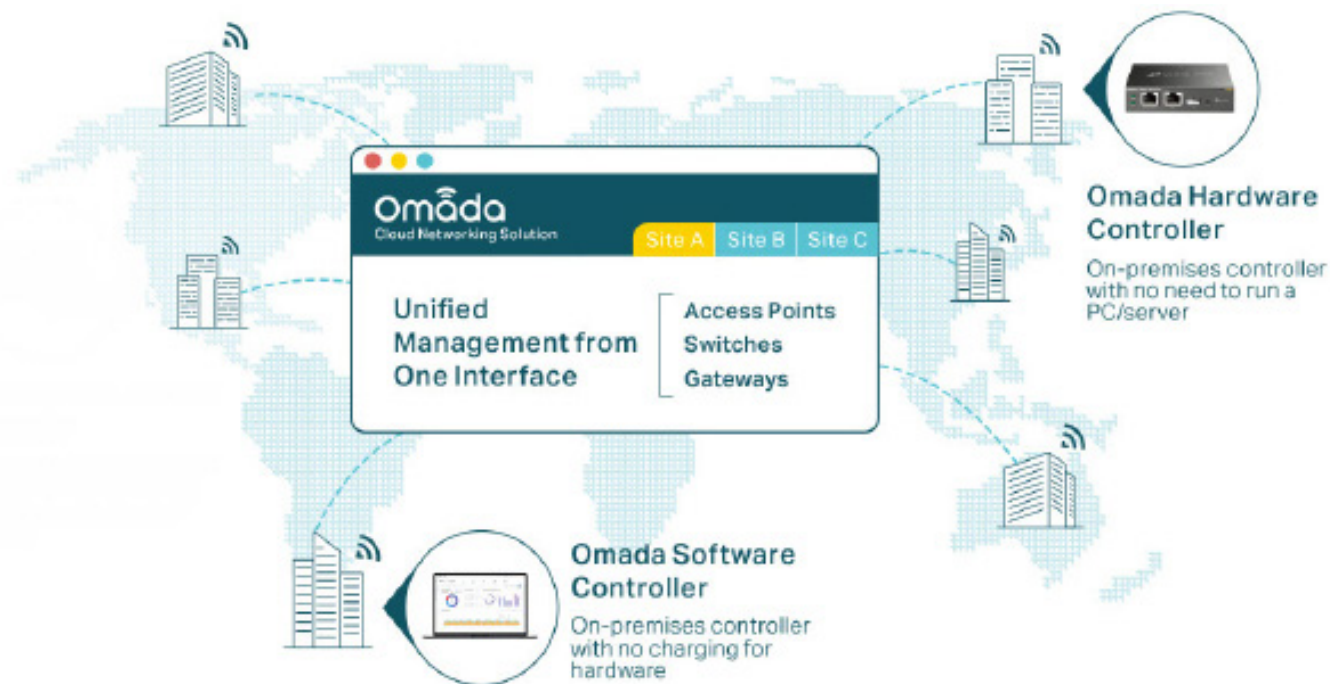 Omada
Cloud Networking Solution
Site A
Site B
Site C
Unified
Management from
One Interface
Access Points
Switches
Gateways
Omada Hardware
Controller
On-premises controller
with no need to run a
PC/server
Omada Software
Controller
On-premises controller
with no charging for
hardware